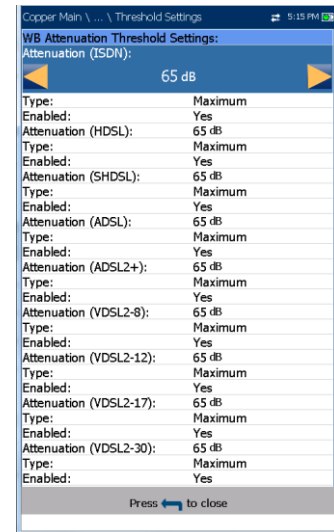 Copper Main \ ... \ Threshold Settings 5:15 PM
WB Attenuation Threshold Settings:
Attenuation (ISDN):
65 dB
Type: Maximum
Enabled: Yes
Attenuation (HDSL): 65 dB
Type: Maximum
Enabled: Yes
Attenuation (SHDSL): 65 dB
Type: Maximum
Enabled: Yes
Attenuation (ADSL): 65 dB
Type: Maximum
Enabled: Yes
Attenuation (ADSL2+): 65 dB
Type: Maximum
Enabled: Yes
Attenuation (VDSL2-8): 65 dB
Type: Maximum
Enabled: Yes
Attenuation (VDSL2-12): 65 dB
Type: Maximum
Enabled: Yes
Attenuation (VDSL2-17): 65 dB
Type: Maximum
Enabled: Yes
Attenuation (VDSL2-30): 65 dB
Type: Maximum
Enabled: Yes
Press to close